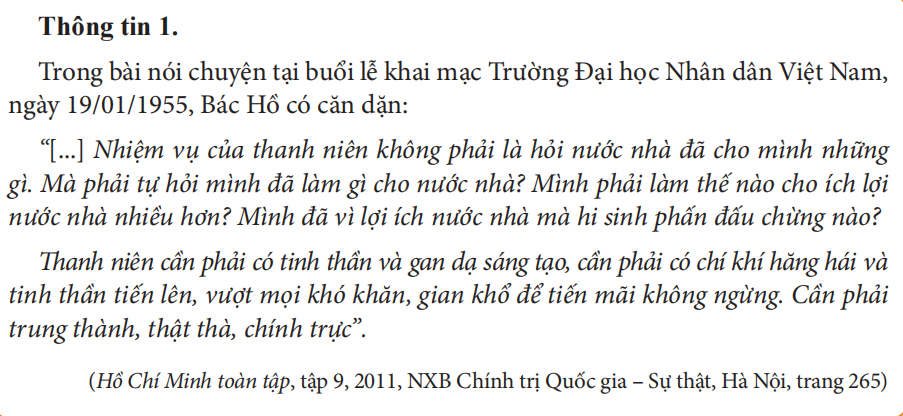 Thông tin 1.
Trong bài nói chuyện tại buổi lễ khai mạc Trường Đại học Nhân dân Việt Nam,
ngày 19/01/1955, Bác Hồ có căn dặn:
“[...] Nhiệm vụ của thanh niên không phải là hỏi nước nhà đã cho mình những
gì. Mà phải tự hỏi mình đã làm gì cho nước nhà? Mình phải làm thế nào cho ích lợi
nước nhà nhiều hơn? Mình đã vì lợi ích nước nhà mà hi sinh phấn đấu chừng nào?
Thanh niên cần phải có tinh thần và gan dạ sáng tạo, cần phải có chí khí hăng hái và
tinh thần tiến lên, vượt mọi khó khăn, gian khổ để tiến mãi không ngừng. Cần phải
trung thành, thật thà, chính trực”.
(Hồ Chí Minh toàn tập, tập 9, 2011, NXB Chính trị Quốc gia – Sự thật, Hà Nội, trang 265)